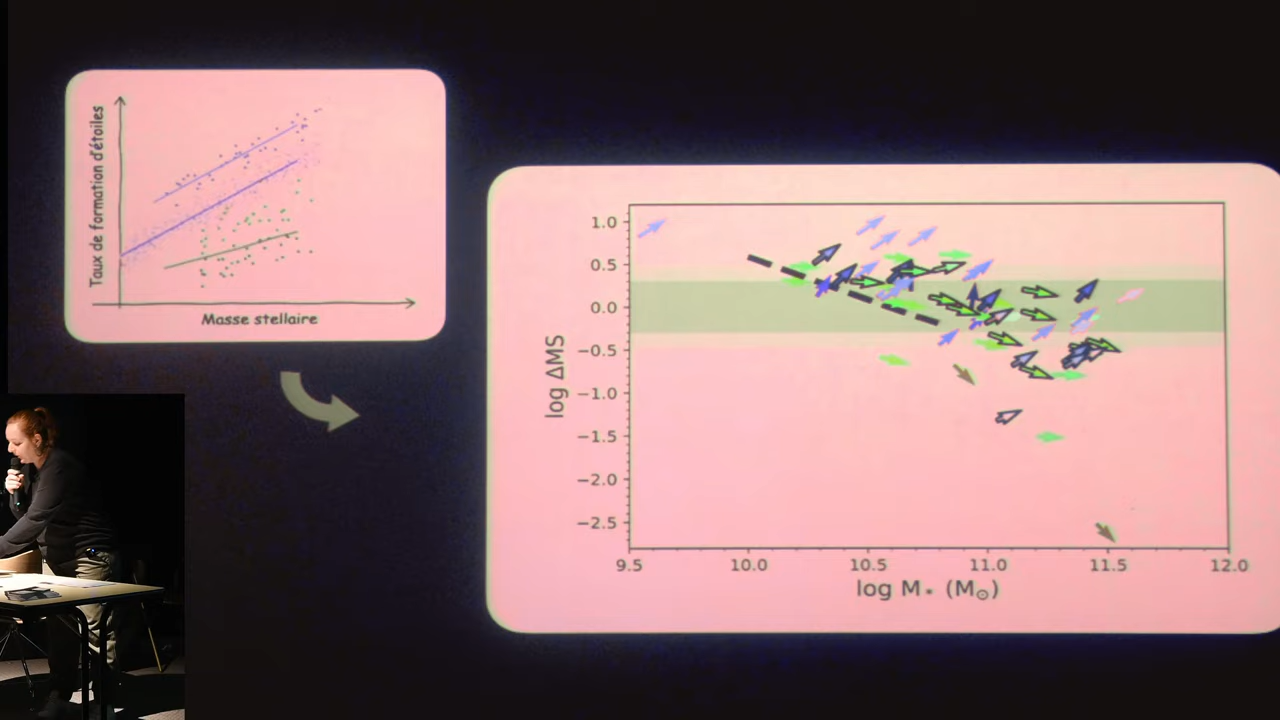 Taux de formation d'étoiles
Masse stellaire
1.0
0.5
0.0
−0.5
−1.0
−1.5
−2.0
−2.5
log ΔMS
9.5 10.0 10.5 11.0 11.5 12.0
log M⋆ (M⊙)